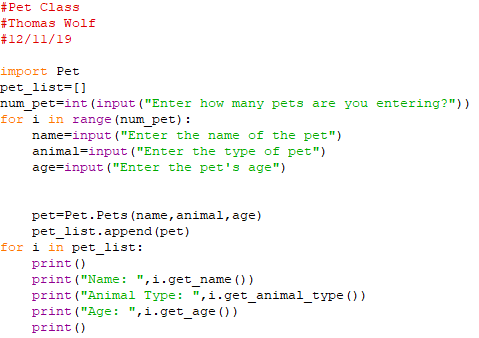 #Pet Class
#Thomas Wolf
#12/11/19
import Pet
pet_list=[]
num_pet=int(input("Enter how many pets are you entering?"))
for i in range(num_pet):
    name=input("Enter the name of the pet")
    animal=input("Enter the type of pet")
    age=input("Enter the pet's age")
    pet=Pet.Pets(name,animal,age)
    pet_list.append(pet)
for i in pet_list:
    print()
    print("Name: ",i.get_name())
    print("Animal Type: ",i.get_animal_type())
    print("Age: ",i.get_age())
    print()